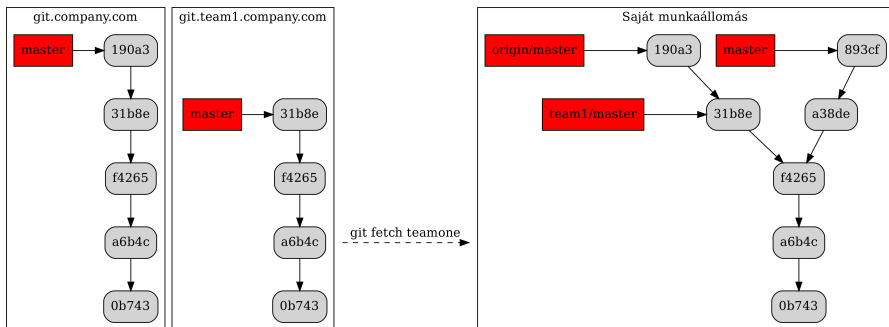 git.company.com
master
190a3
31b8e
f4265
a6b4c
0b743
git.team1.company.com
master
31b8e
f4265
a6b4c
0b743
git fetch teamone
Saját munkaállomás
origin/master
190a3
master
893cf
team1/master
31b8e
a38de
f4265
a6b4c
0b743